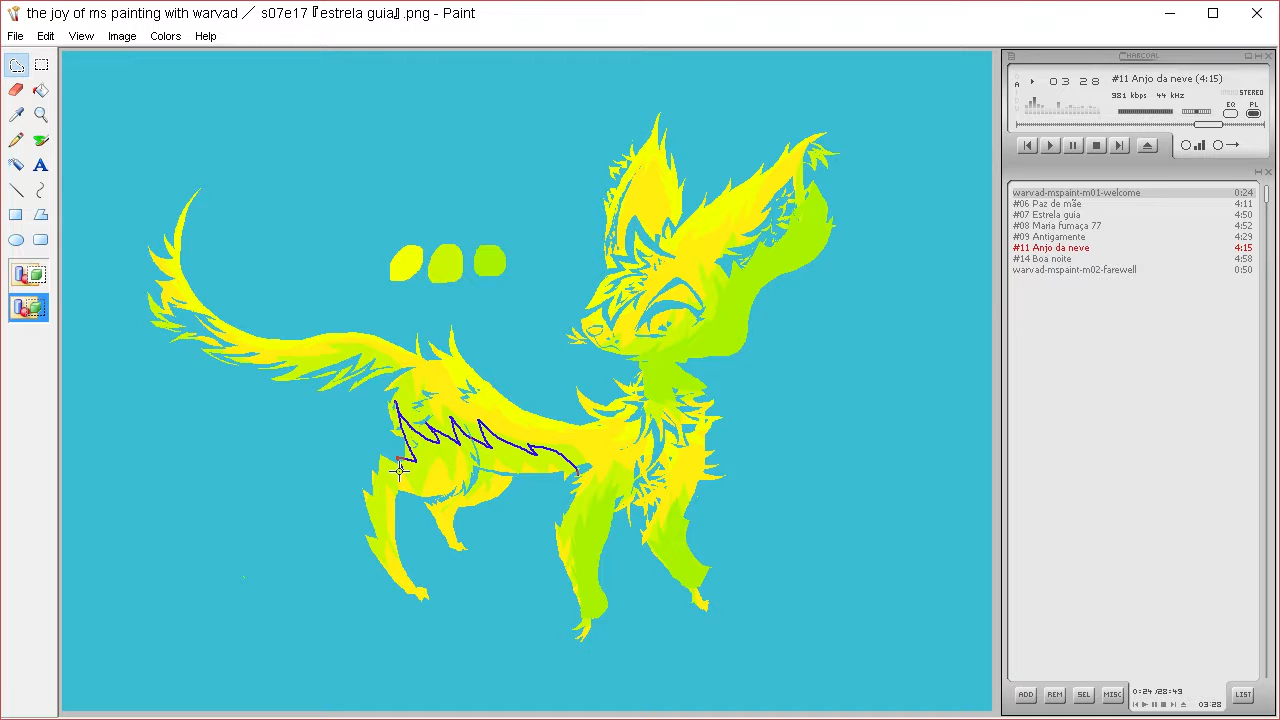 the joy of ms painting with warvad ／ s07e17『estrela guia』.png - Paint
File Edit View Image Colors Help
CHARCOAL
03 28
#11 Anjo da neve (4:15)
981 kbps 44 kHz
STEREO
EQ PL
warvad-mspaint-m01-welcome 0:24
#06 Paz de mãe 4:11
#07 Estrela guia 4:50
#08 Maria fumaça 77 4:52
#09 Antigamente 4:29
#11 Anjo da neve 4:15
#14 Boa noite 4:58
warvad-mspaint-m02-farewell 0:50
ADD REM SEL MISC 0:24 /28:49 LIST
03:28